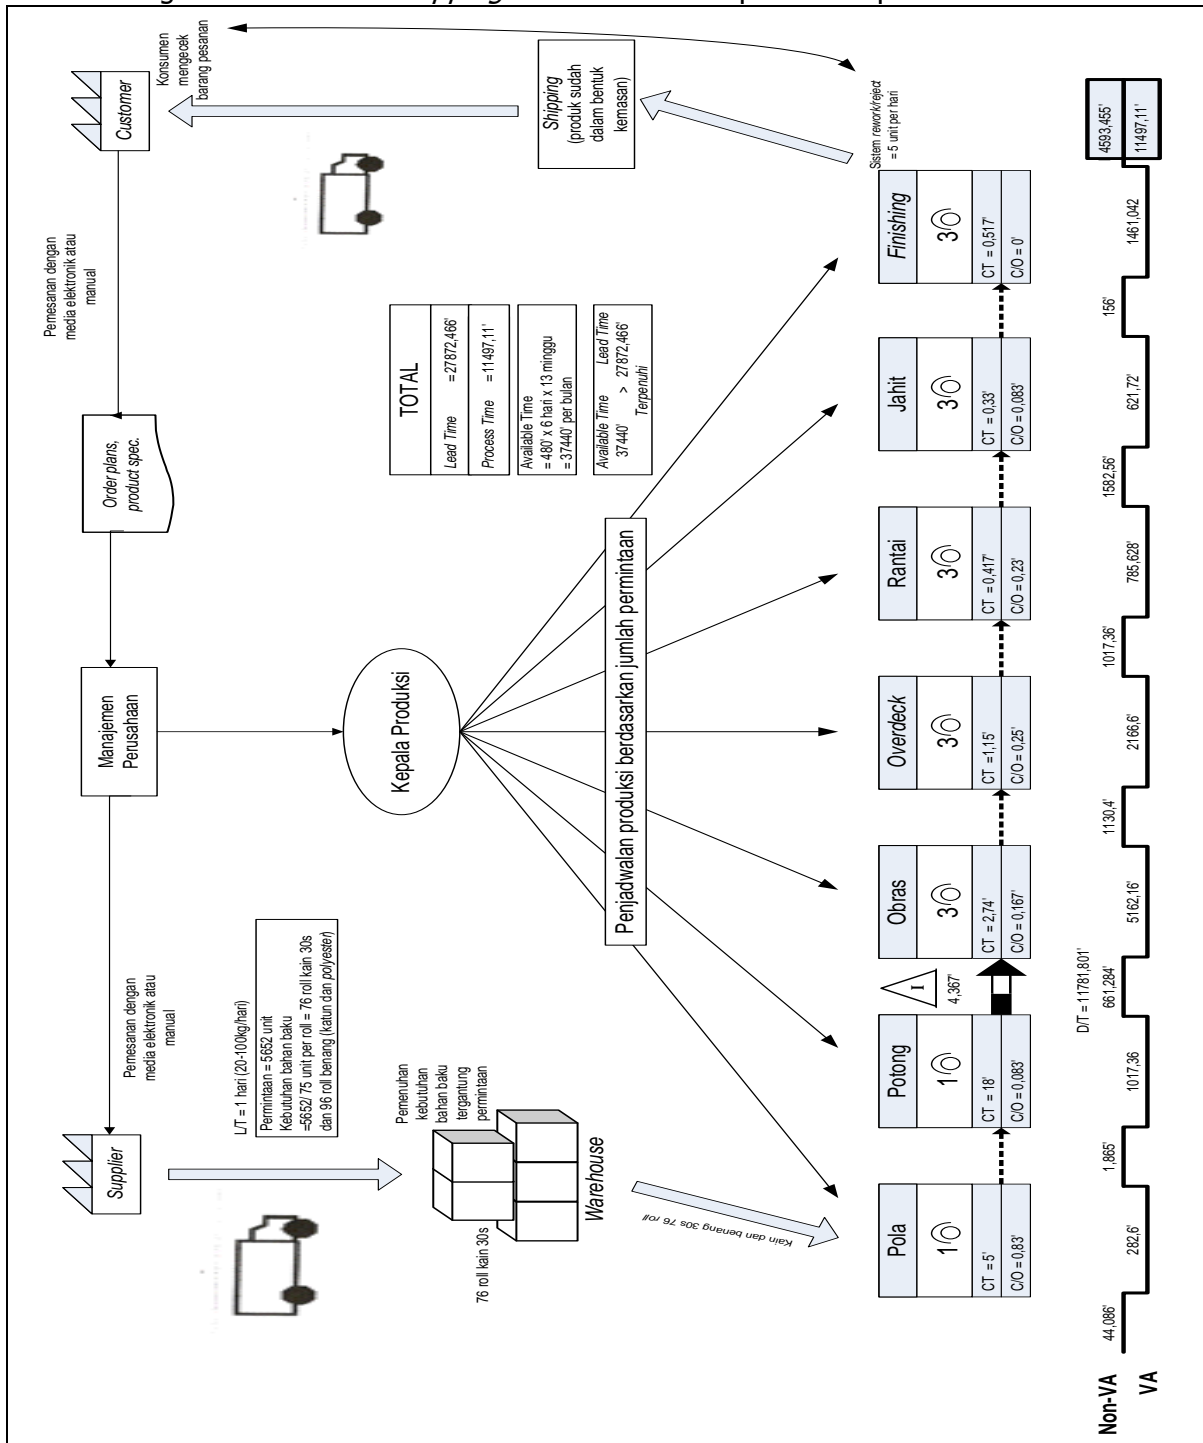 Supplier
Pemesanan dengan
media elektronik atau
manual
Manajemen
Perusahaan
Order plans,
product spec.
Pemesanan dengan
media elektronik atau
manual
Customer
Konsumen
mengecek
barang pesanan
L/T = 1 hari (20-100kg/hari)
Permintaan = 5652 unit
Kebutuhan bahan baku
=5652/ 75 unit per roll = 76 roll kain 30s
dan 96 roll benang (katun dan polyester)
Pemenuhan
kebutuhan
bahan baku
tergantung
permintaan
76 roll kain 30s
Warehouse
Kain dan benang 30s 76 roll
Kepala Produksi
TOTAL
Lead Time =27872,466'
Process Time =11497,11'
Available Time
= 480' x 6 hari x 13 minggu
= 37440' per bulan
Available Time Lead Time
37440' > 27872,466'
Terpenuhi
Shipping
(produk sudah
dalam bentuk
kemasan)
Penjadwalan produksi berdasarkan jumlah permintaan
Sistem rework/reject
= 5 unit per hari
Pola
1
CT = 5'
C/O = 0,83'
Potong
1
CT = 18'
C/O = 0,083'
I
4,367'
Obras
3
CT = 2,74'
C/O = 0,167'
Overdeck
3
CT =1,15'
C/O = 0,25'
Rantai
3
CT = 0,417'
C/O = 0,23'
Jahit
3
CT = 0,33'
C/O = 0,083'
Finishing
3
CT = 0,517'
C/O = 0'
D/T = 11781,801'
Non-VA
44,086'
1,865'
661,284'
1130,4'
1017,36'
1582,56'
156'
4593,455'
VA
282,6'
1017,36
5162,16'
2166,6'
785,628'
621,72'
1461,042
11497,11'